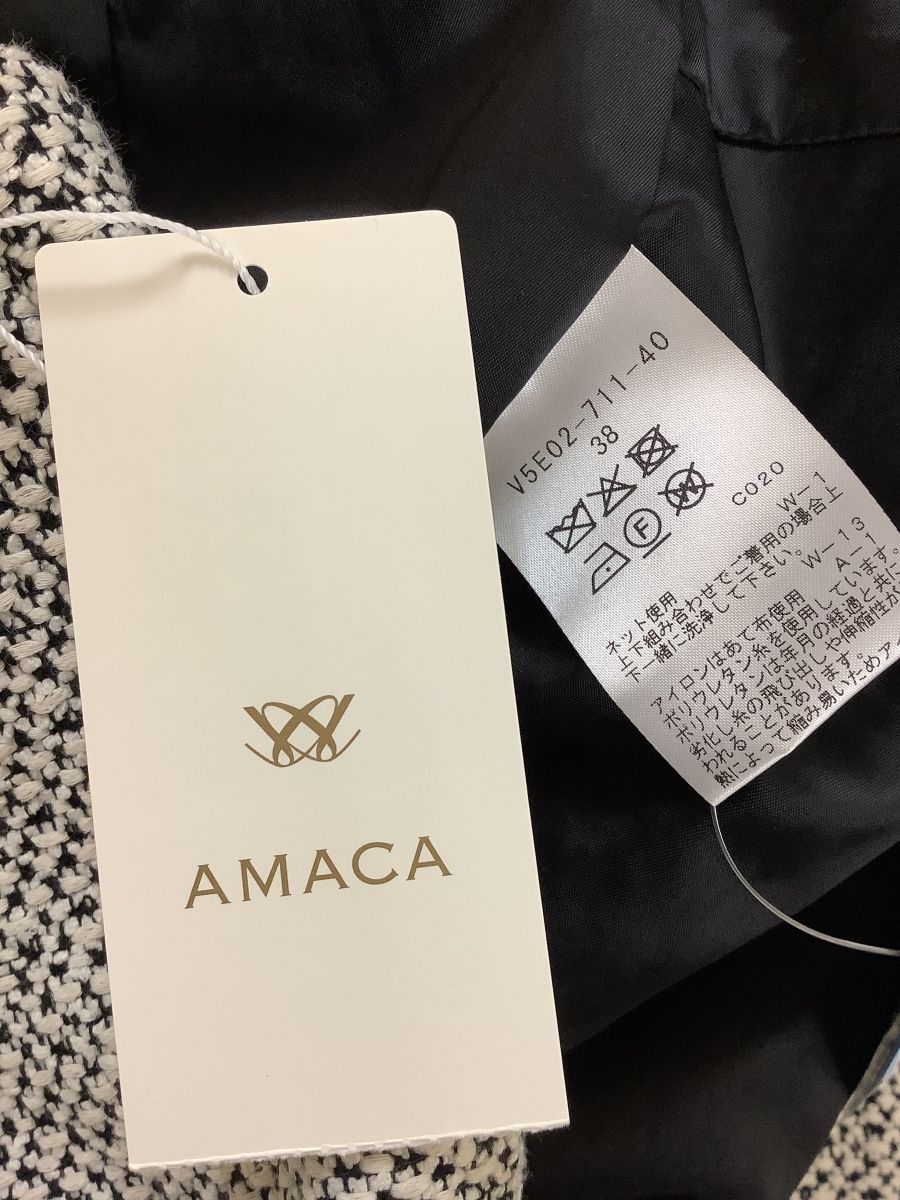 AMACA
V5E02-711-40
38
F
W
C020
W-1
ネット使用
上下組み合わせでご着用の場合上
下一緒に洗浄して下さい。
W-13
A-1
アイロンはあて布使用
ポリウレタン糸を使用しています。
ポリウレタンは年月の経過と共に
劣化し糸の飛び出しや伸縮性が
われることがあります。
熱によって縮み易いためアイ